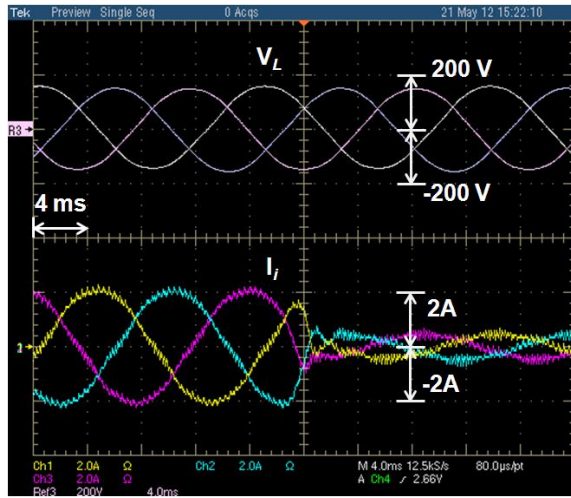 Tek Preview Single Seq 0 Acqs 21 May 12 15:22:10
V_L
200 V
R3
-200 V
4 ms
I_i
2A
1
-2A
Ch1 2.0A Ω Ch2 2.0A Ω M 4.0ms 12.5kS/s 80.0µs/pt
Ch3 2.0A Ω A Ch4 ∕ 2.66V
Ref3 200V 4.0ms